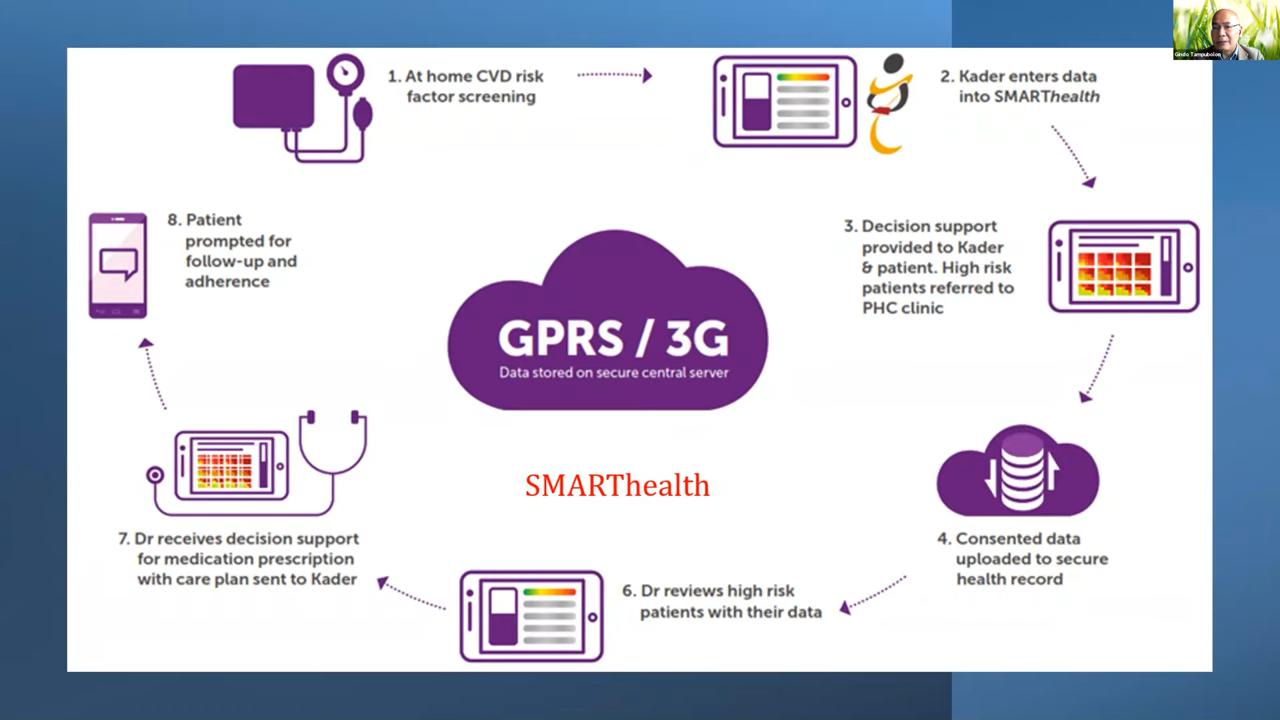 Gindo Tampubolon
1. At home CVD risk
factor screening
2. Kader enters data
into SMARThealth
3. Decision support
provided to Kader
& patient. High risk
patients referred to
PHC clinic
4. Consented data
uploaded to secure
health record
6. Dr reviews high risk
patients with their data
7. Dr receives decision support
for medication prescription
with care plan sent to Kader
8. Patient
prompted for
follow-up and
adherence
GPRS / 3G
Data stored on secure central server
SMARThealth